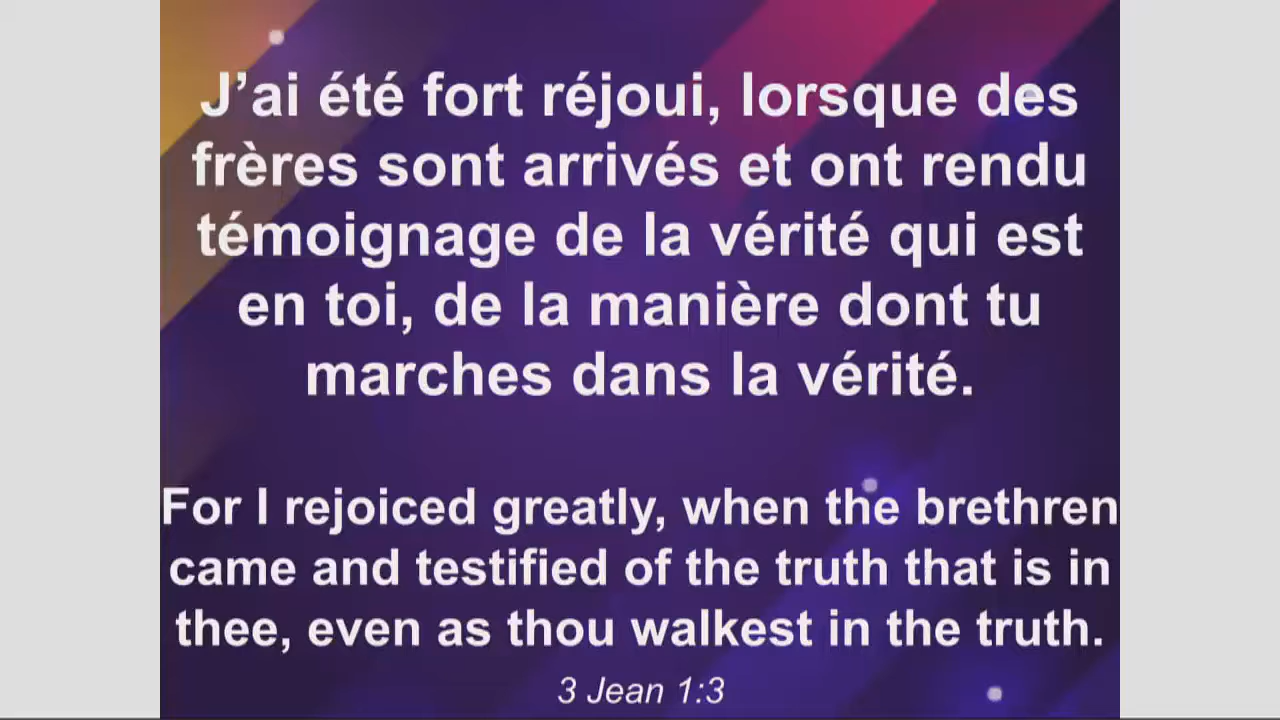 J’ai été fort réjoui, lorsque des
frères sont arrivés et ont rendu
témoignage de la vérité qui est
en toi, de la manière dont tu
marches dans la vérité.
For I rejoiced greatly, when the brethren
came and testified of the truth that is in
thee, even as thou walkest in the truth.
3 Jean 1:3